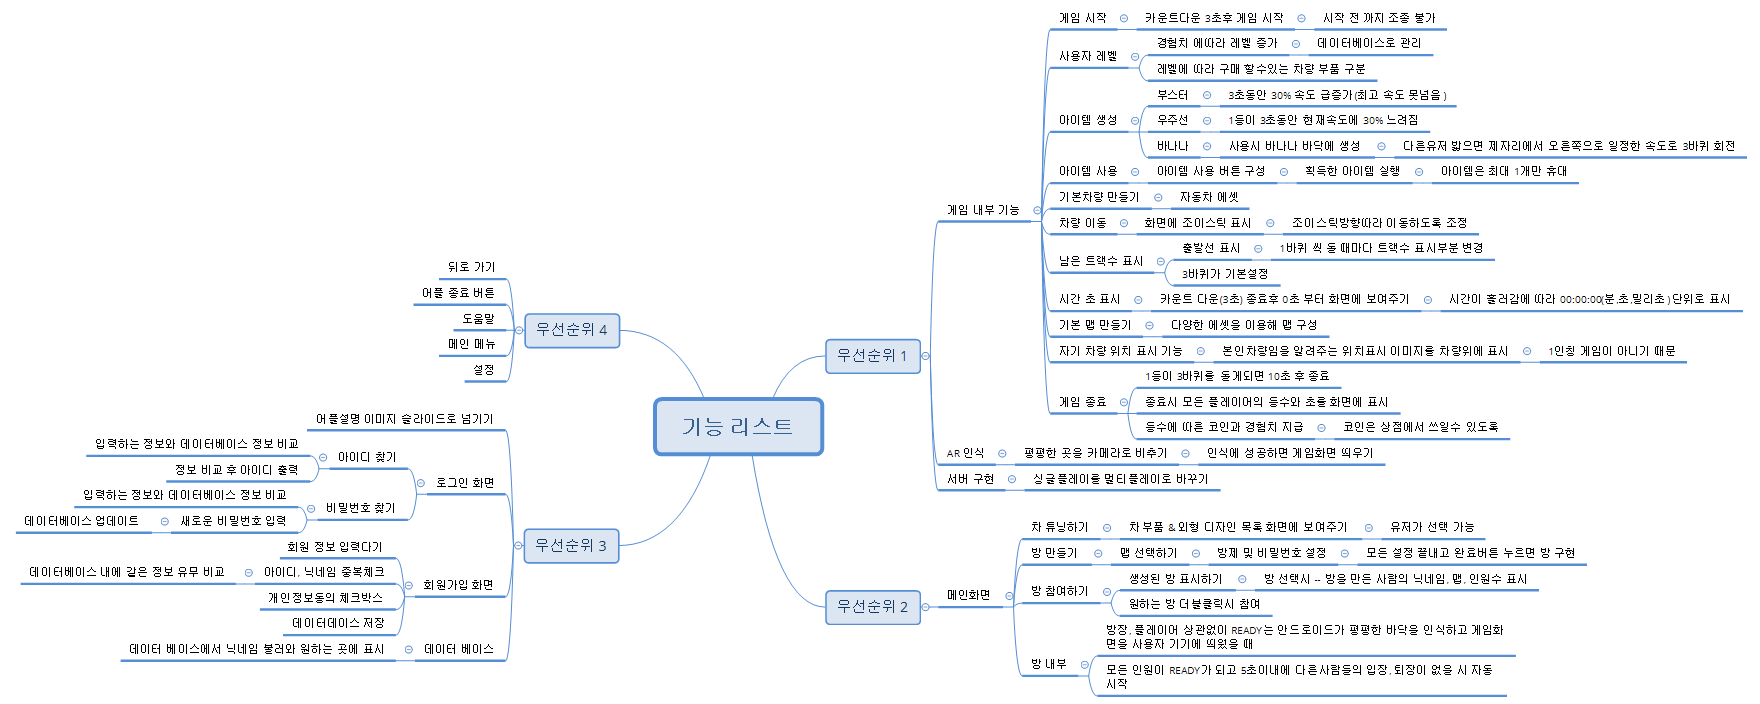 기능 리스트
우선순위 1
게임 내부 기능
게임 시작
카운트다운 3초후 게임 시작
시작 전 까지 조종 불가
사용자 레벨
경험치 에따라 레벨 증가
데이터베이스로 관리
레벨에 따라 구매 할수있는 차량 부품 구분
아이템 생성
부스터
3초동안 30% 속도 급증가(최고 속도 못넘음)
우주선
1등이 3초동안 현재속도에 30% 느려짐
바나나
사용시 바나나 바닥에 생성
다른유저 밟으면 제자리에서 오른쪽으로 일정한 속도로 3바퀴 회전
아이템 사용
아이템 사용 버튼 구성
획득한 아이템 실행
아이템은 최대 1개만 휴대
기본차량 만들기
자동차 에셋
차량 이동
화면에 조이스틱 표시
조이스틱방향따라 이동하도록 조정
남은 트랙수 표시
출발선 표시
1바퀴 씩 돌 때마다 트랙수 표시부분 변경
3바퀴가 기본설정
시간 초 표시
카운트 다운(3초) 종료후 0초 부터 화면에 보여주기
시간이 흘러감에 따라 00:00:00(분,초,밀리초) 단위로 표시
기본 맵 만들기
다양한 에셋을 이용해 맵 구성
자기 차량 위치 표시 기능
본인차량임을 알려주는 위치표시 이미지를 차량위에 표시
1인칭 게임이 아니기 때문
게임 종료
1등이 3바퀴를 돌게되면 10초 후 종료
종료시 모든 플레이어의 등수와 초를 화면에 표시
등수에 따른 코인과 경험치 지급
코인은 상점에서 쓰일수 있도록
AR 인식
평평한 곳을 카메라로 비추기
인식에 성공하면 게임화면 띄우기
서버 구현
싱글플레이를 멀티플레이로 바꾸기
우선순위 2
메인화면
차 튜닝하기
차 부품 & 외형 디자인 목록 화면에 보여주기
유저가 선택 가능
방 만들기
맵 선택하기
방제 및 비밀번호 설정
모든 설정 끝내고 완료버튼 누르면 방 구현
방 참여하기
생성된 방 표시하기
방 선택시 -- 방을 만든 사람의 닉네임, 맵, 인원수 표시
원하는 방 더블클릭시 참여
방 내부
방장, 플레이어 상관없이 READY는 안드로이드가 평평한 바닥을 인식하고 게임화
면을 사용자 기기에 띄웠을 때
모든 인원이 READY가 되고 5초이내에 다른사람들의 입장, 퇴장이 없을 시 자동
시작
우선순위 3
어플설명 이미지 슬라이드로 넘기기
로그인 화면
아이디 찾기
입력하는 정보와 데이터베이스 정보 비교
정보 비교 후 아이디 출력
비밀번호 찾기
입력하는 정보와 데이터베이스 정보 비교
새로운 비밀번호 입력
데이터베이스 업데이트
회원가입 화면
회원 정보 입력다기
아이디, 닉네임 중복체크
데이터베이스 내에 같은 정보 유무 비교
개인정보동의 체크박스
데이터데이스 저장
데이터 베이스
데이터 베이스에서 닉네임 불러와 원하는 곳에 표시
우선순위 4
뒤로 가기
어플 종료 버튼
도움말
메인 메뉴
설정